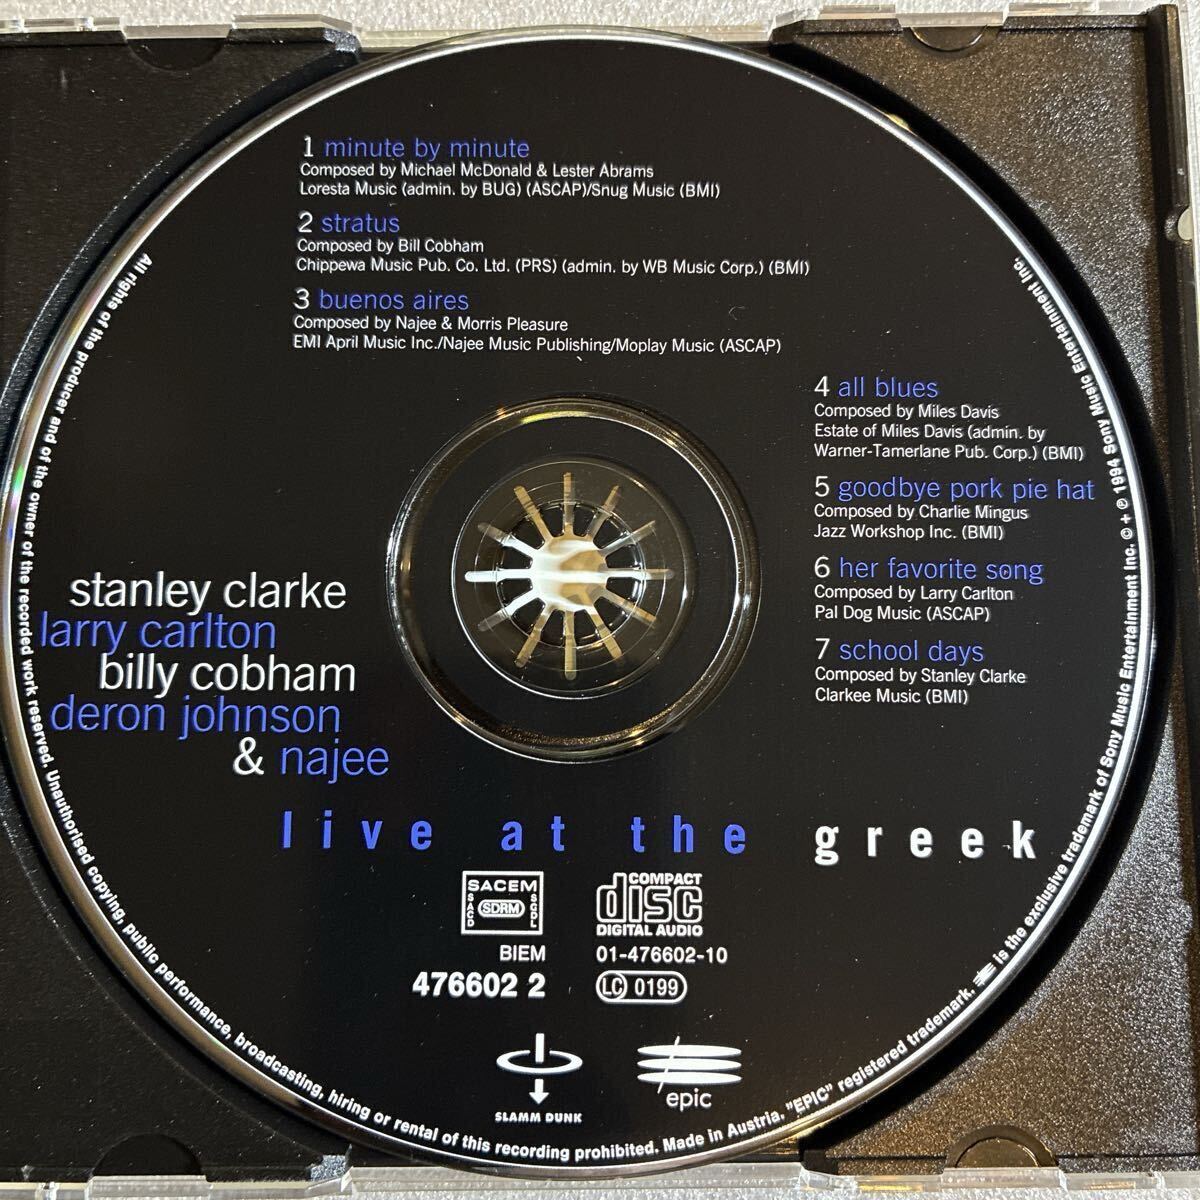 1 minute by minute
Composed by Michael McDonald & Lester Abrams
Loresta Music (admin. by BUG) (ASCAP)/Snug Music (BMI)
2 stratus
Composed by Bill Cobham
Chippewa Music Pub. Co. Ltd. (PRS) (admin. by WB Music Corp.) (BMI)
3 buenos aires
Composed by Najee & Morris Pleasure
EMI April Music Inc./Najee Music Publishing/Moplay Music (ASCAP)
4 all blues
Composed by Miles Davis
Estate of Miles Davis (admin. by
Warner-Tamerlane Pub. Corp.) (BMI)
5 goodbye pork pie hat
Composed by Charlie Mingus
Jazz Workshop Inc. (BMI)
6 her favorite song
Composed by Larry Carlton
Pal Dog Music (ASCAP)
7 school days
Composed by Stanley Clarke
Clarkee Music (BMI)
stanley clarke
larry carlton
billy cobham
deron johnson
& najee
live at the greek
SACEM
SACD
SDRM
SGDL
BIEM
476602 2
COMPACT
disc
DIGITAL AUDIO
01-476602-10
LC 0199
SLAMM DUNK
epic
All rights of the producer and of the owner of the recorded work reserved. Unauthorised copying, public performance, broadcasting, hiring or rental of this recording prohibited. Made in Austria. "EPIC" registered trademark. is the exclusive trademark of Sony Music Entertainment Inc. © + ℗ 1994 Sony Music Entertainment Inc.